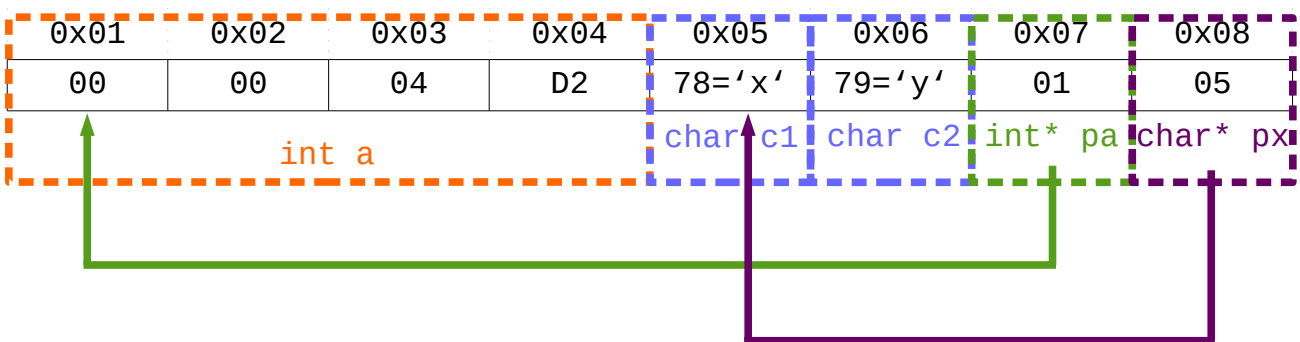 0x01 0x02 0x03 0x04 0x05 0x06 0x07 0x08
00 00 04 D2 78=‘x‘ 79=‘y‘ 01 05
int a char c1 char c2 int* pa char* px